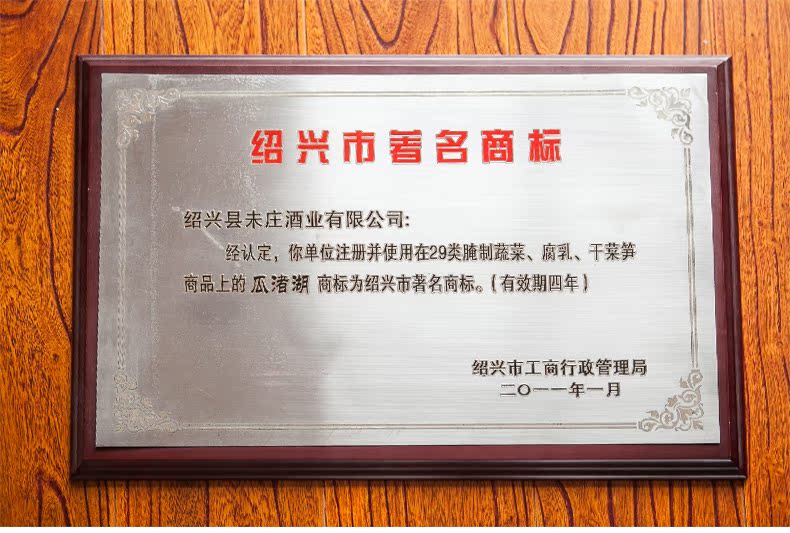 绍兴市著名商标
绍兴县未庄酒业有限公司:
经认定，你单位注册并使用在29类腌制蔬菜、腐乳、干菜笋
商品上的 瓜渚湖 商标为绍兴市著名商标。(有效期四年)
绍兴市工商行政管理局
二〇一一年一月